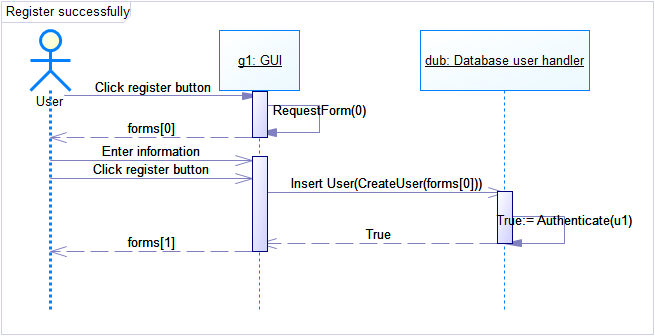 Register successfully
g1: GUI
dub: Database user handler
User
Click register button
RequestForm(0)
forms[0]
Enter information
Click register button
Insert User(CreateUser(forms[0]))
True:= Authenticate(u1)
True
forms[1]